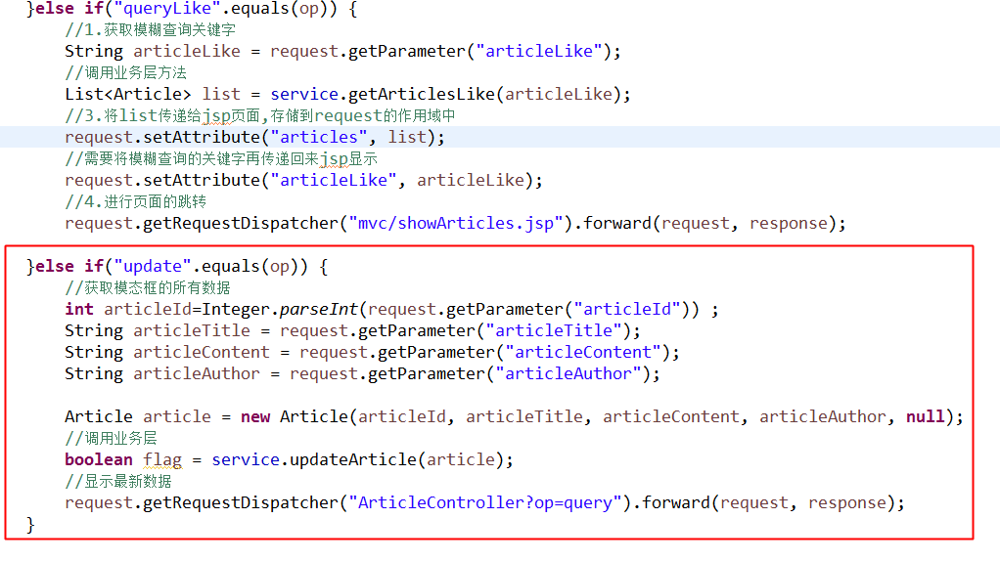 }else if("queryLike".equals(op)) {
//1.获取模糊查询关键字
String articleLike = request.getParameter("articleLike");
//调用业务层方法
List<Article> list = service.getArticlesLike(articleLike);
//3.将list传递给jsp页面,存储到request的作用域中
request.setAttribute("articles", list);
//需要将模糊查询的关键字再传递回来jsp显示
request.setAttribute("articleLike", articleLike);
//4.进行页面的跳转
request.getRequestDispatcher("mvc/showArticles.jsp").forward(request, response);
}else if("update".equals(op)) {
//获取模态框的所有数据
int articleId=Integer.parseInt(request.getParameter("articleId")) ;
String articleTitle = request.getParameter("articleTitle");
String articleContent = request.getParameter("articleContent");
String articleAuthor = request.getParameter("articleAuthor");
Article article = new Article(articleId, articleTitle, articleContent, articleAuthor, null);
//调用业务层
boolean flag = service.updateArticle(article);
//显示最新数据
request.getRequestDispatcher("ArticleController?op=query").forward(request, response);
}